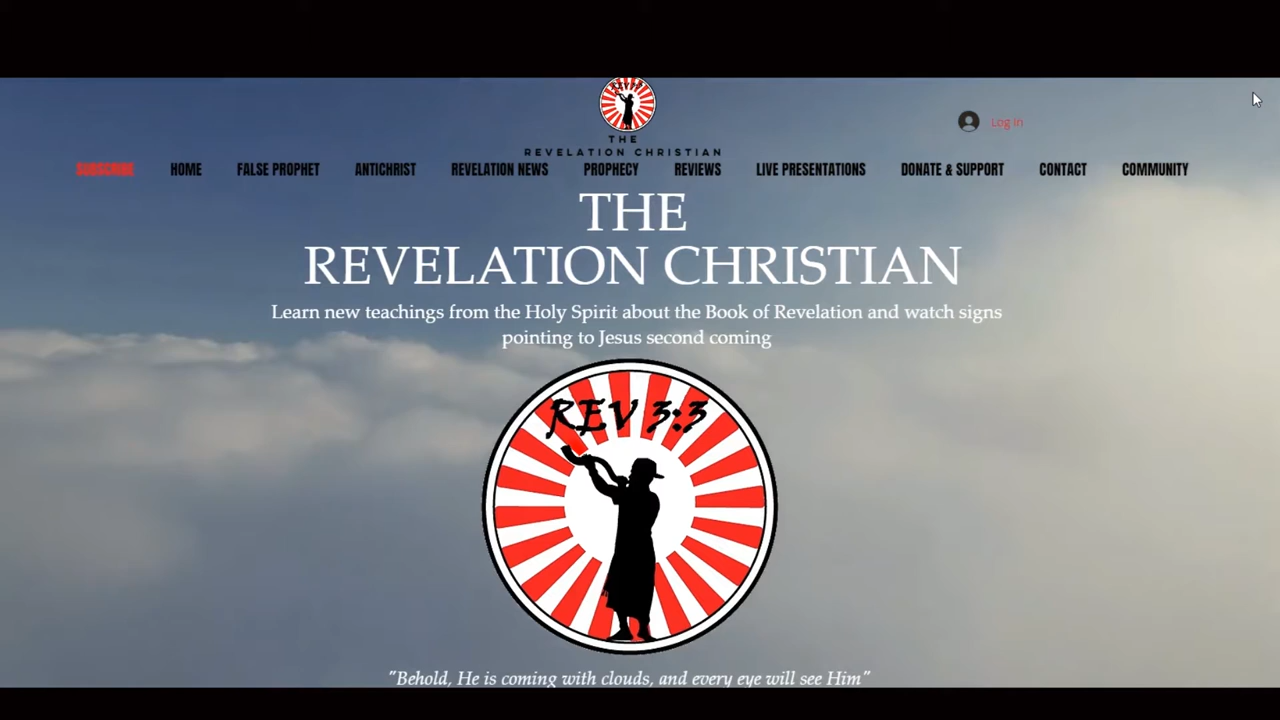 REV 3:3
THE
REVELATION CHRISTIAN
Log In
SUBSCRIBE HOME FALSE PROPHET ANTICHRIST REVELATION NEWS PROPHECY REVIEWS LIVE PRESENTATIONS DONATE & SUPPORT CONTACT COMMUNITY
THE
REVELATION CHRISTIAN
Learn new teachings from the Holy Spirit about the Book of Revelation and watch signs
pointing to Jesus second coming
REV 3:3
"Behold, He is coming with clouds, and every eye will see Him"